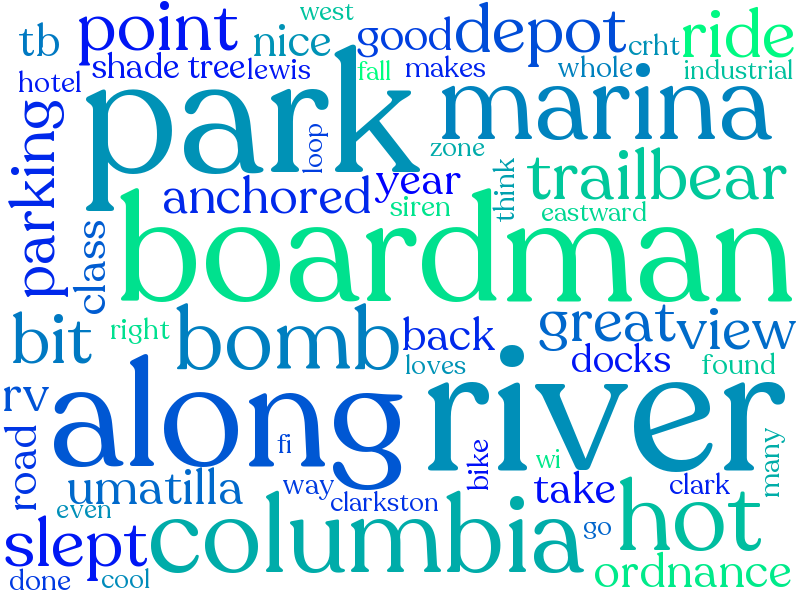 west
tb
point
nice
good
depot
crht
ride
hotel
shade tree
lewis
fall
makes
whole
industrial
park
marina
parking
loop
zone
think
trailbear
anchored
year
siren
eastward
class
boardman
bit
right
bomb
back
great
view
loves
docks
found
rv
along
river
road
fi
bike
wi
many
umatilla
way
clarkston
take
clark
even
slept
columbia
go
hot
done
cool
ordnance